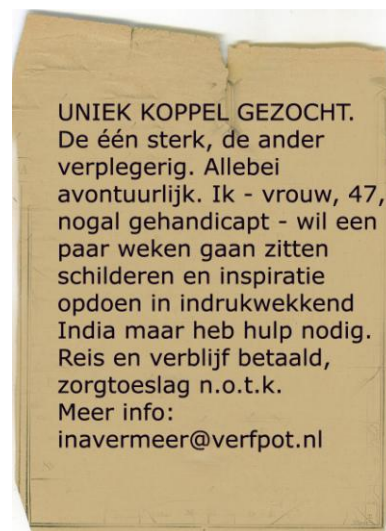 UNIEK KOPPEL GEZOCHT.
De één sterk, de ander
verplegerig. Allebei
avontuurlijk. Ik - vrouw, 47,
nogal gehandicapt - wil een
paar weken gaan zitten
schilderen en inspiratie
opdoen in indrukwekkend
India maar heb hulp nodig.
Reis en verblijf betaald,
zorgtoeslag n.o.t.k.
Meer info:
inavermeer@verfpot.nl